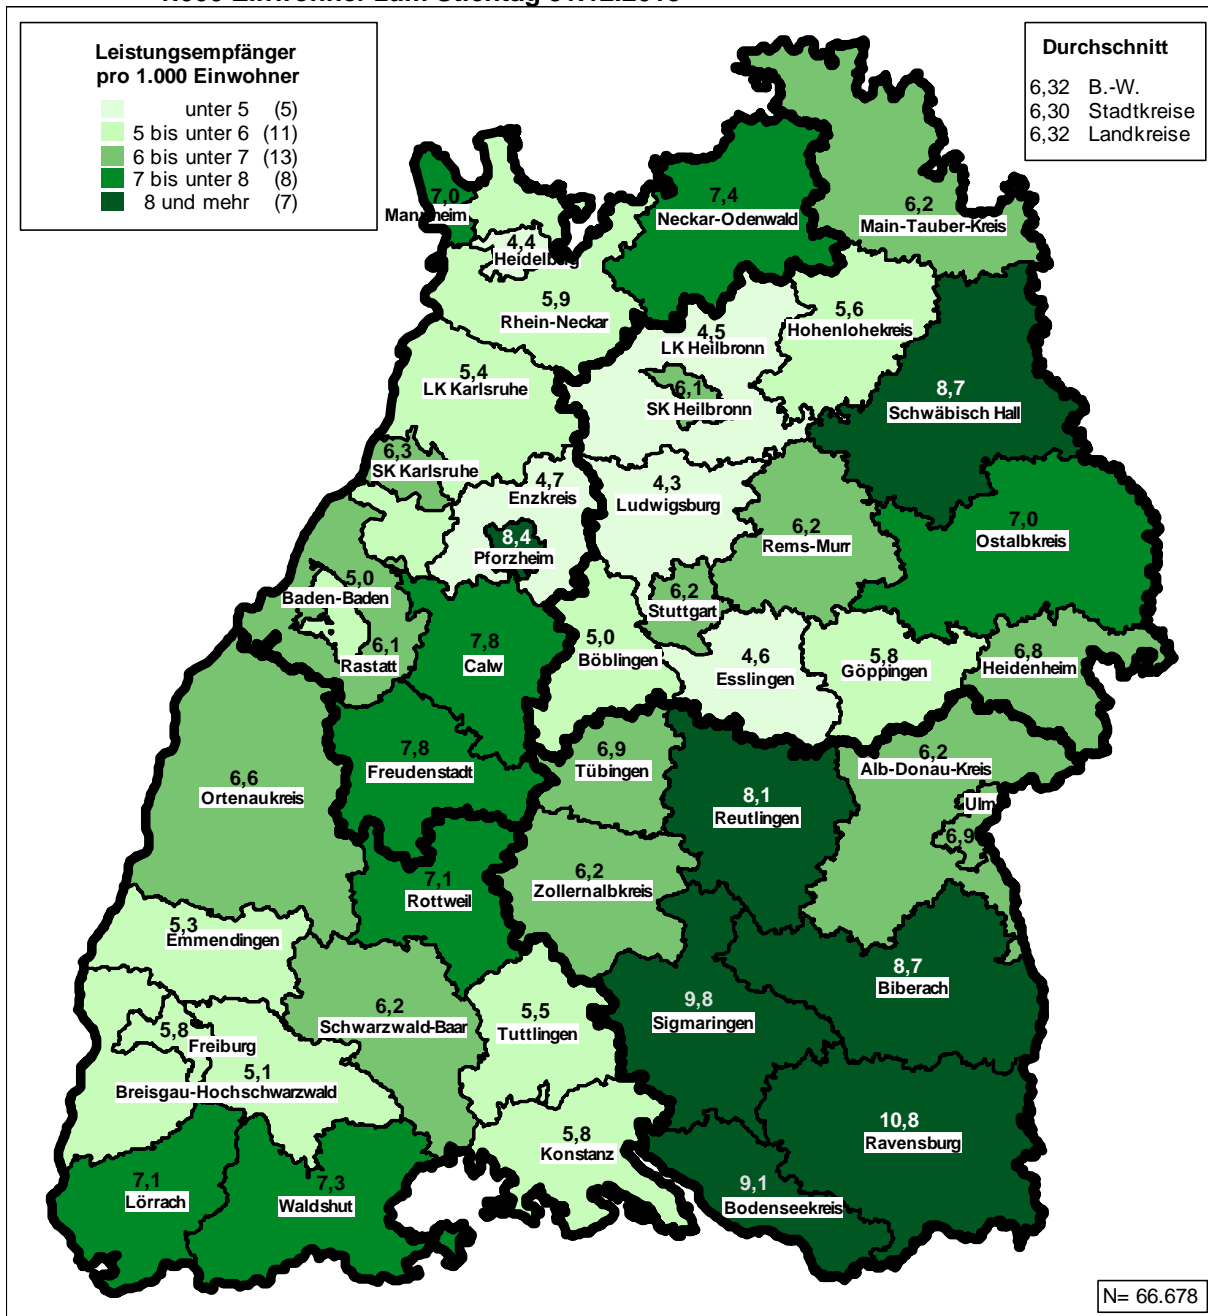 Leistungsempfänger
pro 1.000 Einwohner
unter 5 (5)
5 bis unter 6 (11)
6 bis unter 7 (13)
7 bis unter 8 (8)
8 und mehr (7)
Durchschnitt
6,32 B.-W.
6,30 Stadtkreise
6,32 Landkreise
7,0
Mannheim
7,4
Neckar-Odenwald
6,2
Main-Tauber-Kreis
4,4
Heidelberg
5,9
Rhein-Neckar
4,5
LK Heilbronn
5,6
Hohenlohekreis
5,4
LK Karlsruhe
6,1
SK Heilbronn
8,7
Schwäbisch Hall
6,3
SK Karlsruhe
4,7
Enzkreis
4,3
Ludwigsburg
8,4
Pforzheim
6,2
Rems-Murr
7,0
Ostalbkreis
5,0
Baden-Baden
6,2
Stuttgart
6,1
Rastatt
7,8
Calw
5,0
Böblingen
4,6
Esslingen
5,8
Göppingen
6,8
Heidenheim
7,8
Freudenstadt
6,9
Tübingen
6,2
Alb-Donau-Kreis
6,6
Ortenaukreis
8,1
Reutlingen
Ulm
6,9
7,1
Rottweil
6,2
Zollernalbkreis
5,3
Emmendingen
8,7
Biberach
6,2
Schwarzwald-Baar
5,5
Tuttlingen
9,8
Sigmaringen
5,8
Freiburg
5,1
Breisgau-Hochschwarzwald
10,8
Ravensburg
5,8
Konstanz
7,1
Lörrach
7,3
Waldshut
9,1
Bodenseekreis
N= 66.678